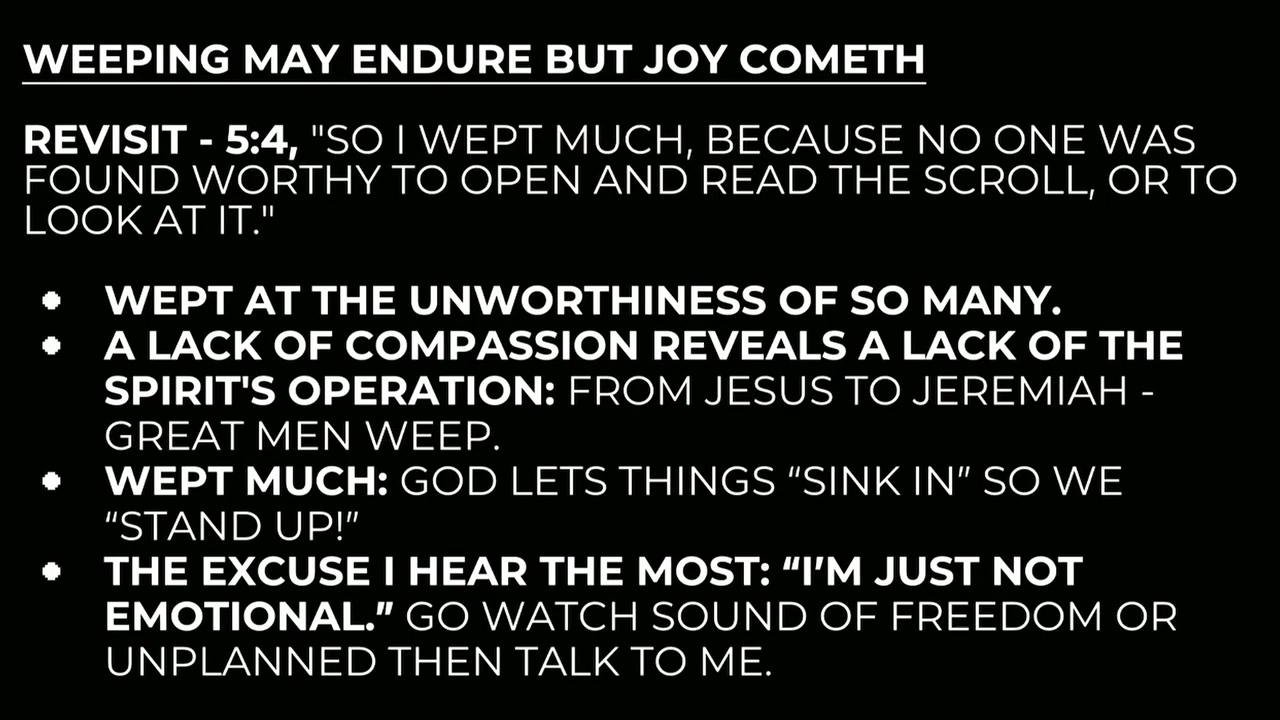 WEEPING MAY ENDURE BUT JOY COMETH
REVISIT - 5:4, "SO I WEPT MUCH, BECAUSE NO ONE WAS
FOUND WORTHY TO OPEN AND READ THE SCROLL, OR TO
LOOK AT IT."
• WEPT AT THE UNWORTHINESS OF SO MANY.
• A LACK OF COMPASSION REVEALS A LACK OF THE
SPIRIT'S OPERATION: FROM JESUS TO JEREMIAH -
GREAT MEN WEEP.
• WEPT MUCH: GOD LETS THINGS “SINK IN” SO WE
“STAND UP!”
• THE EXCUSE I HEAR THE MOST: “I’M JUST NOT
EMOTIONAL.” GO WATCH SOUND OF FREEDOM OR
UNPLANNED THEN TALK TO ME.